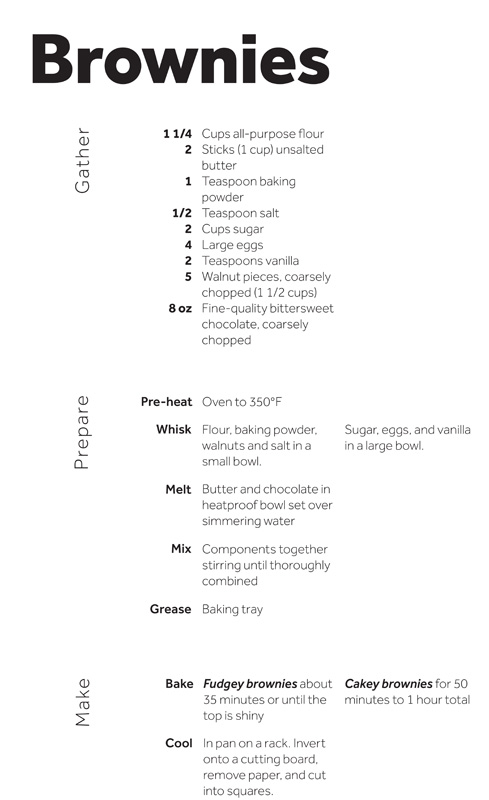 Brownies
Gather
1 1/4 Cups all-purpose flour
2 Sticks (1 cup) unsalted
butter
1 Teaspoon baking
powder
1/2 Teaspoon salt
2 Cups sugar
4 Large eggs
2 Teaspoons vanilla
5 Walnut pieces, coarsely
chopped (1 1/2 cups)
8 oz Fine-quality bittersweet
chocolate, coarsely
chopped
Prepare
Pre-heat Oven to 350°F
Whisk Flour, baking powder,
walnuts and salt in a
small bowl.
Sugar, eggs, and vanilla
in a large bowl.
Melt Butter and chocolate in
heatproof bowl set over
simmering water
Mix Components together
stirring until thoroughly
combined
Grease Baking tray
Make
Bake Fudgey brownies about
35 minutes or until the
top is shiny
Cakey brownies for 50
minutes to 1 hour total
Cool In pan on a rack. Invert
onto a cutting board,
remove paper, and cut
into squares.